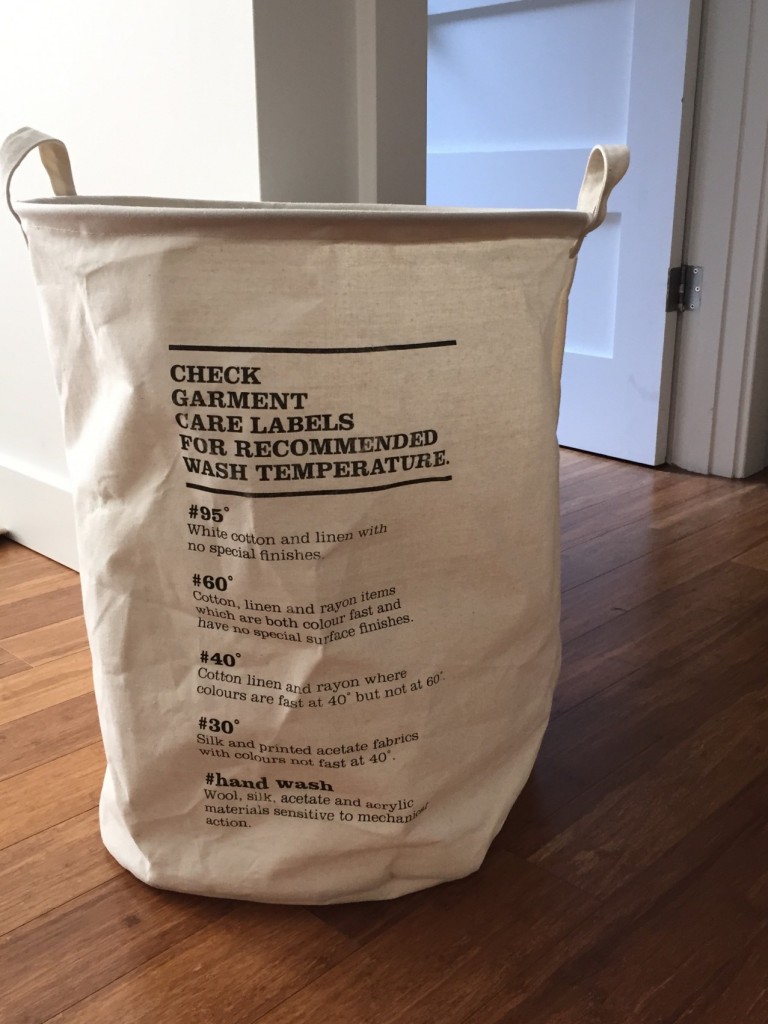 CHECK
GARMENT
CARE LABELS
FOR RECOMMENDED
WASH TEMPERATURE.
#95°
White cotton and linen with
no special finishes.
#60°
Cotton, linen and rayon items
which are both colour fast and
have no special surface finishes.
#40°
Cotton linen and rayon where
colours are fast at 40° but not at 60°.
#30°
Silk and printed acetate fabrics
with colours not fast at 40°.
#hand wash
Wool, silk, acetate and acrylic
materials sensitive to mechanical
action.